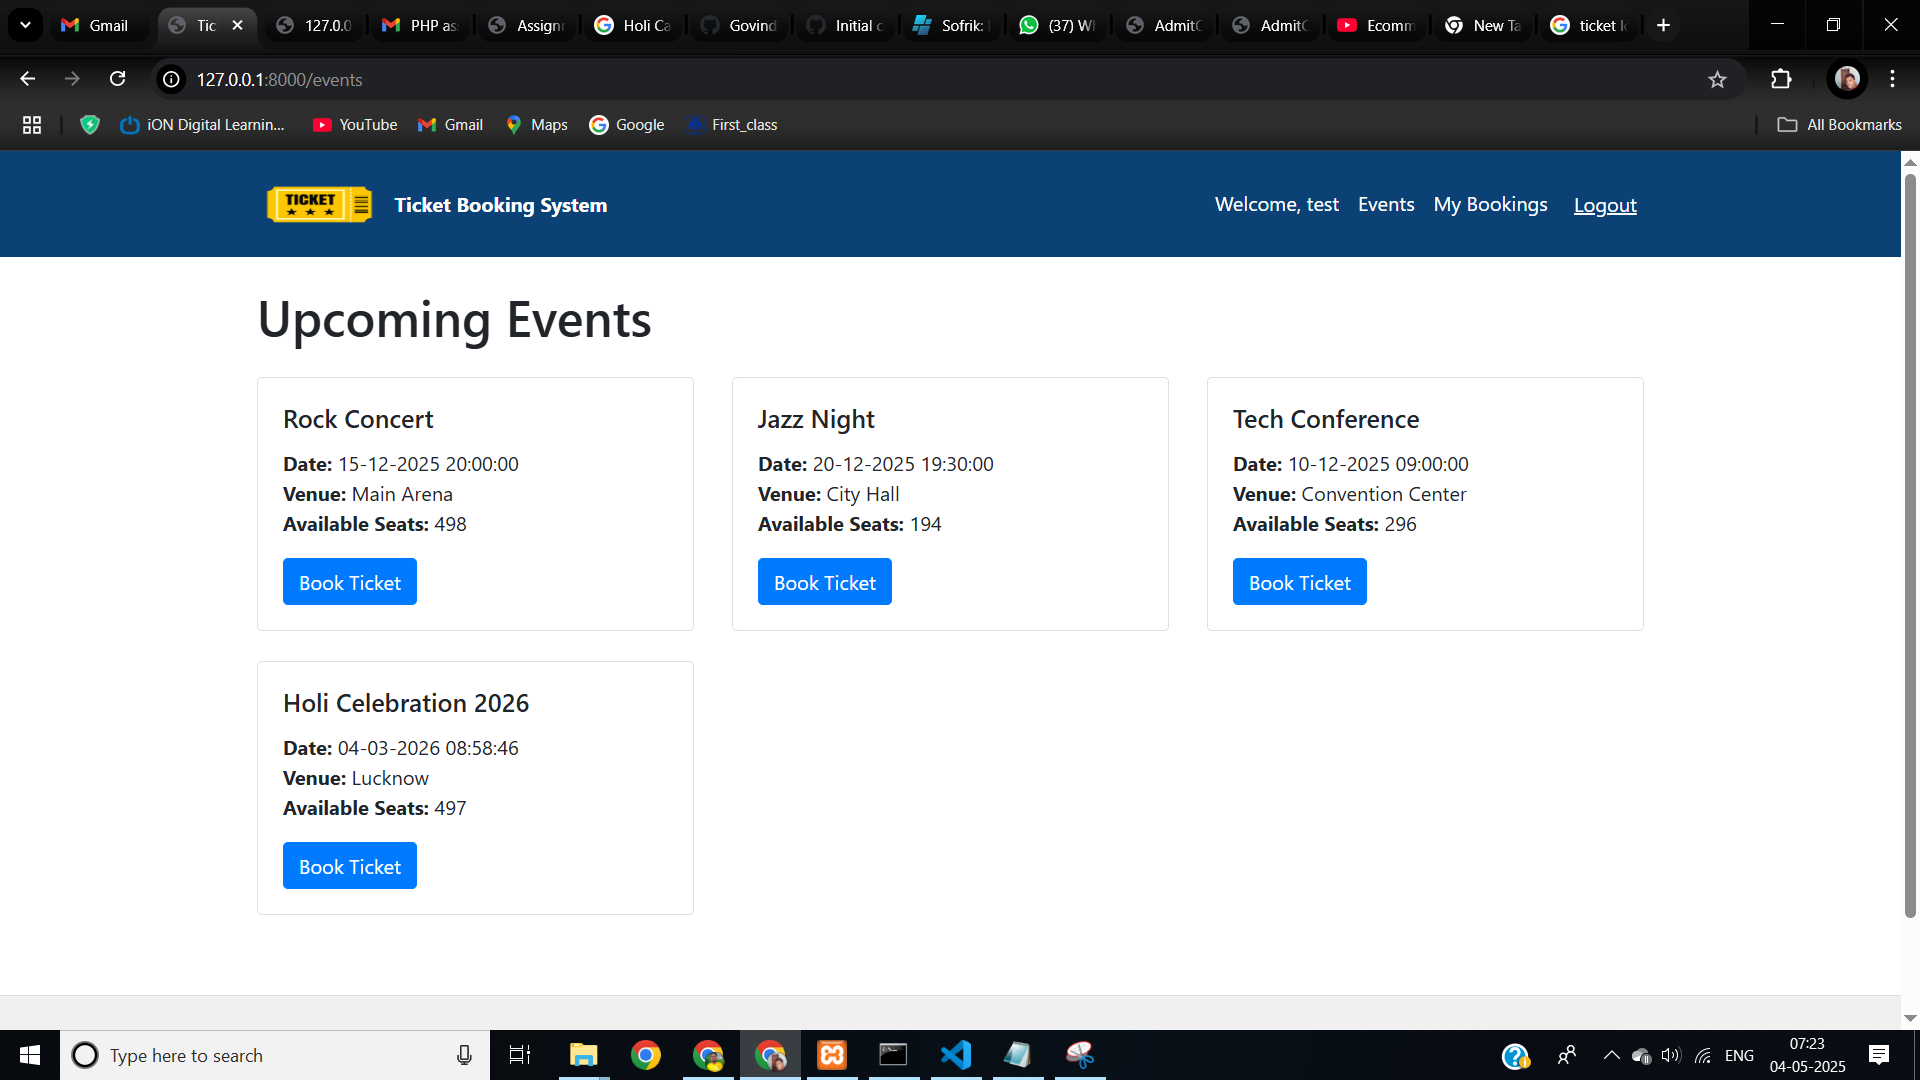 Gmail
Tic
127.0.0
PHP as
Assignr
Holi Ca
Govind
Initial c
Sofrik:
(37) Wh
AdmitC
AdmitC
Ecomm
New Ta
ticket lo
127.0.0.1:8000/events
iON Digital Learnin...
YouTube
Gmail
Maps
Google
First_class
All Bookmarks
TICKET
Ticket Booking System
Welcome, test
Events
My Bookings
Logout
Upcoming Events
Rock Concert
Date: 15-12-2025 20:00:00
Venue: Main Arena
Available Seats: 498
Book Ticket
Jazz Night
Date: 20-12-2025 19:30:00
Venue: City Hall
Available Seats: 194
Book Ticket
Tech Conference
Date: 10-12-2025 09:00:00
Venue: Convention Center
Available Seats: 296
Book Ticket
Holi Celebration 2026
Date: 04-03-2026 08:58:46
Venue: Lucknow
Available Seats: 497
Book Ticket
Type here to search
ENG
07:23
04-05-2025